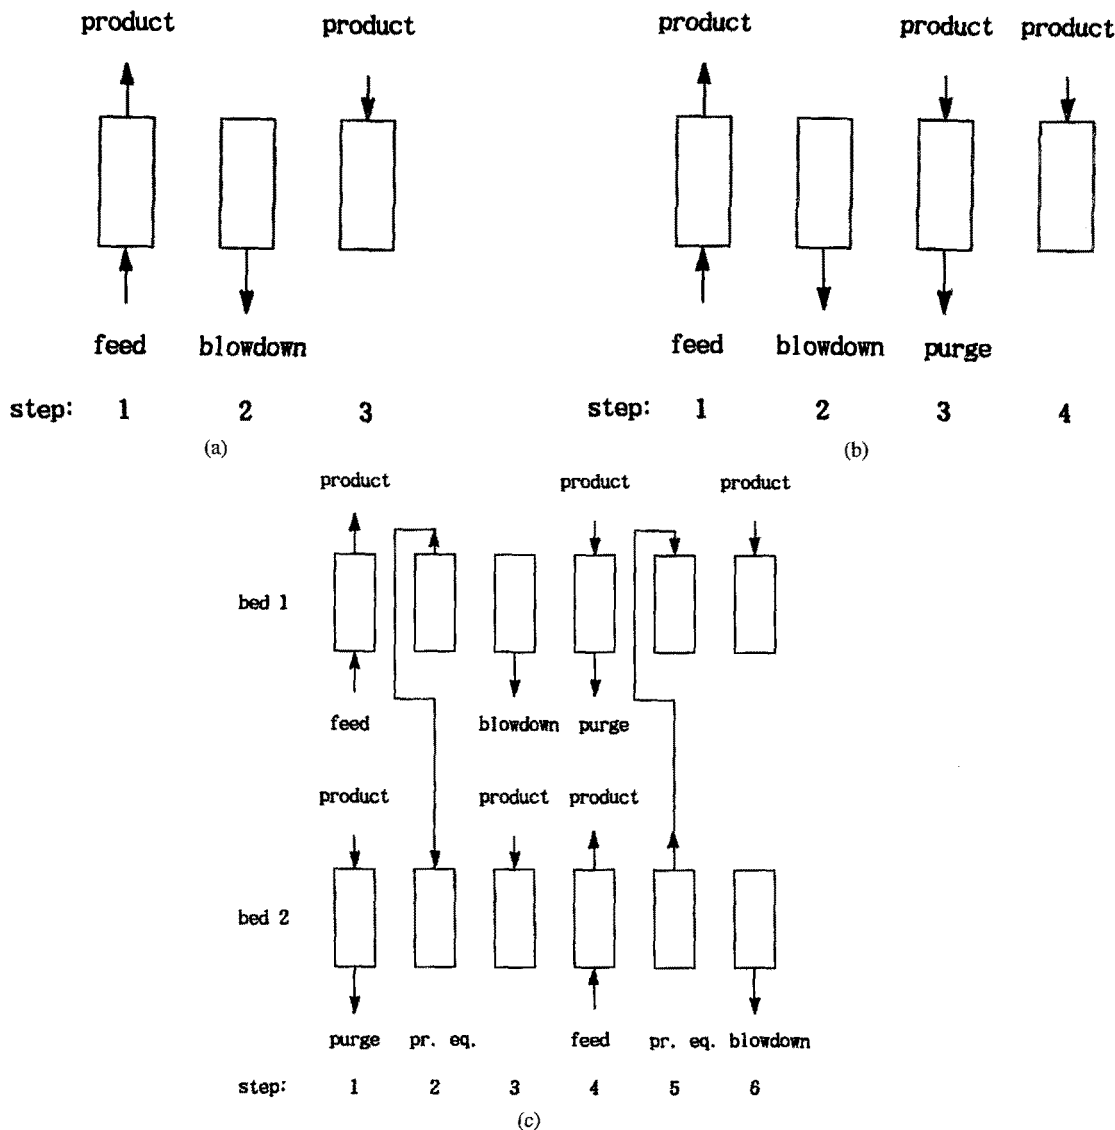 product product
feed blowdown
step: 1 2 3
(a)
product product product
feed blowdown purge
step: 1 2 3 4
(b)
product product product
bed 1
feed blowdown purge
product product product
bed 2
purge pr. eq. feed pr. eq. blowdown
step: 1 2 3 4 5 6
(c)